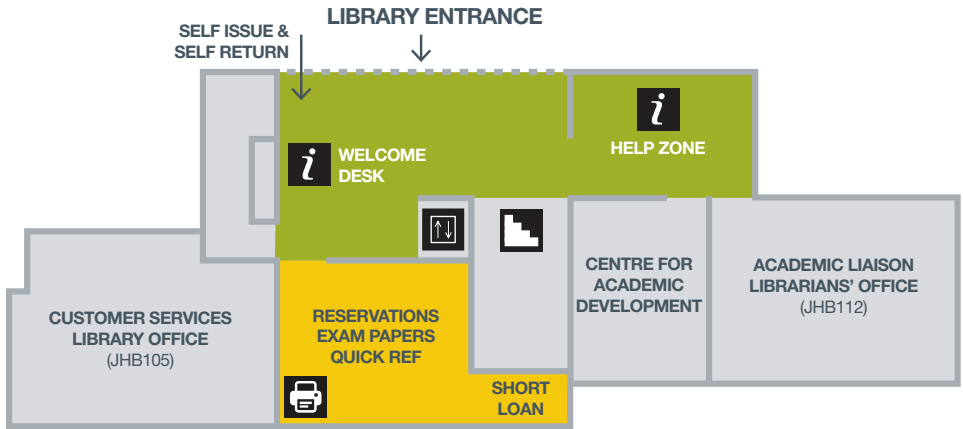 LIBRARY ENTRANCE
SELF ISSUE &
SELF RETURN
i
WELCOME
DESK
i
HELP ZONE
CUSTOMER SERVICES
LIBRARY OFFICE
(JHB105)
RESERVATIONS
EXAM PAPERS
QUICK REF
SHORT
LOAN
CENTRE FOR
ACADEMIC
DEVELOPMENT
ACADEMIC LIAISON
LIBRARIANS’ OFFICE
(JHB112)